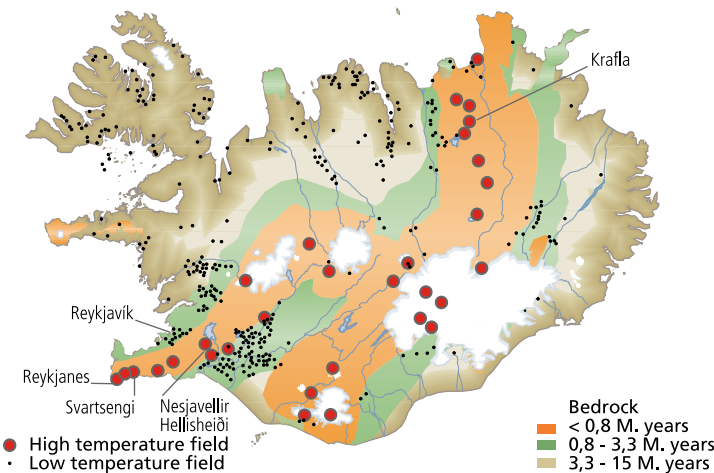 Krafla
Reykjavík
Reykjanes
Svartsengi
Nesjavellir
Hellisheiði
High temperature field
Low temperature field
Bedrock
< 0,8 M. years
0,8 - 3,3 M. years
3,3 - 15 M. years